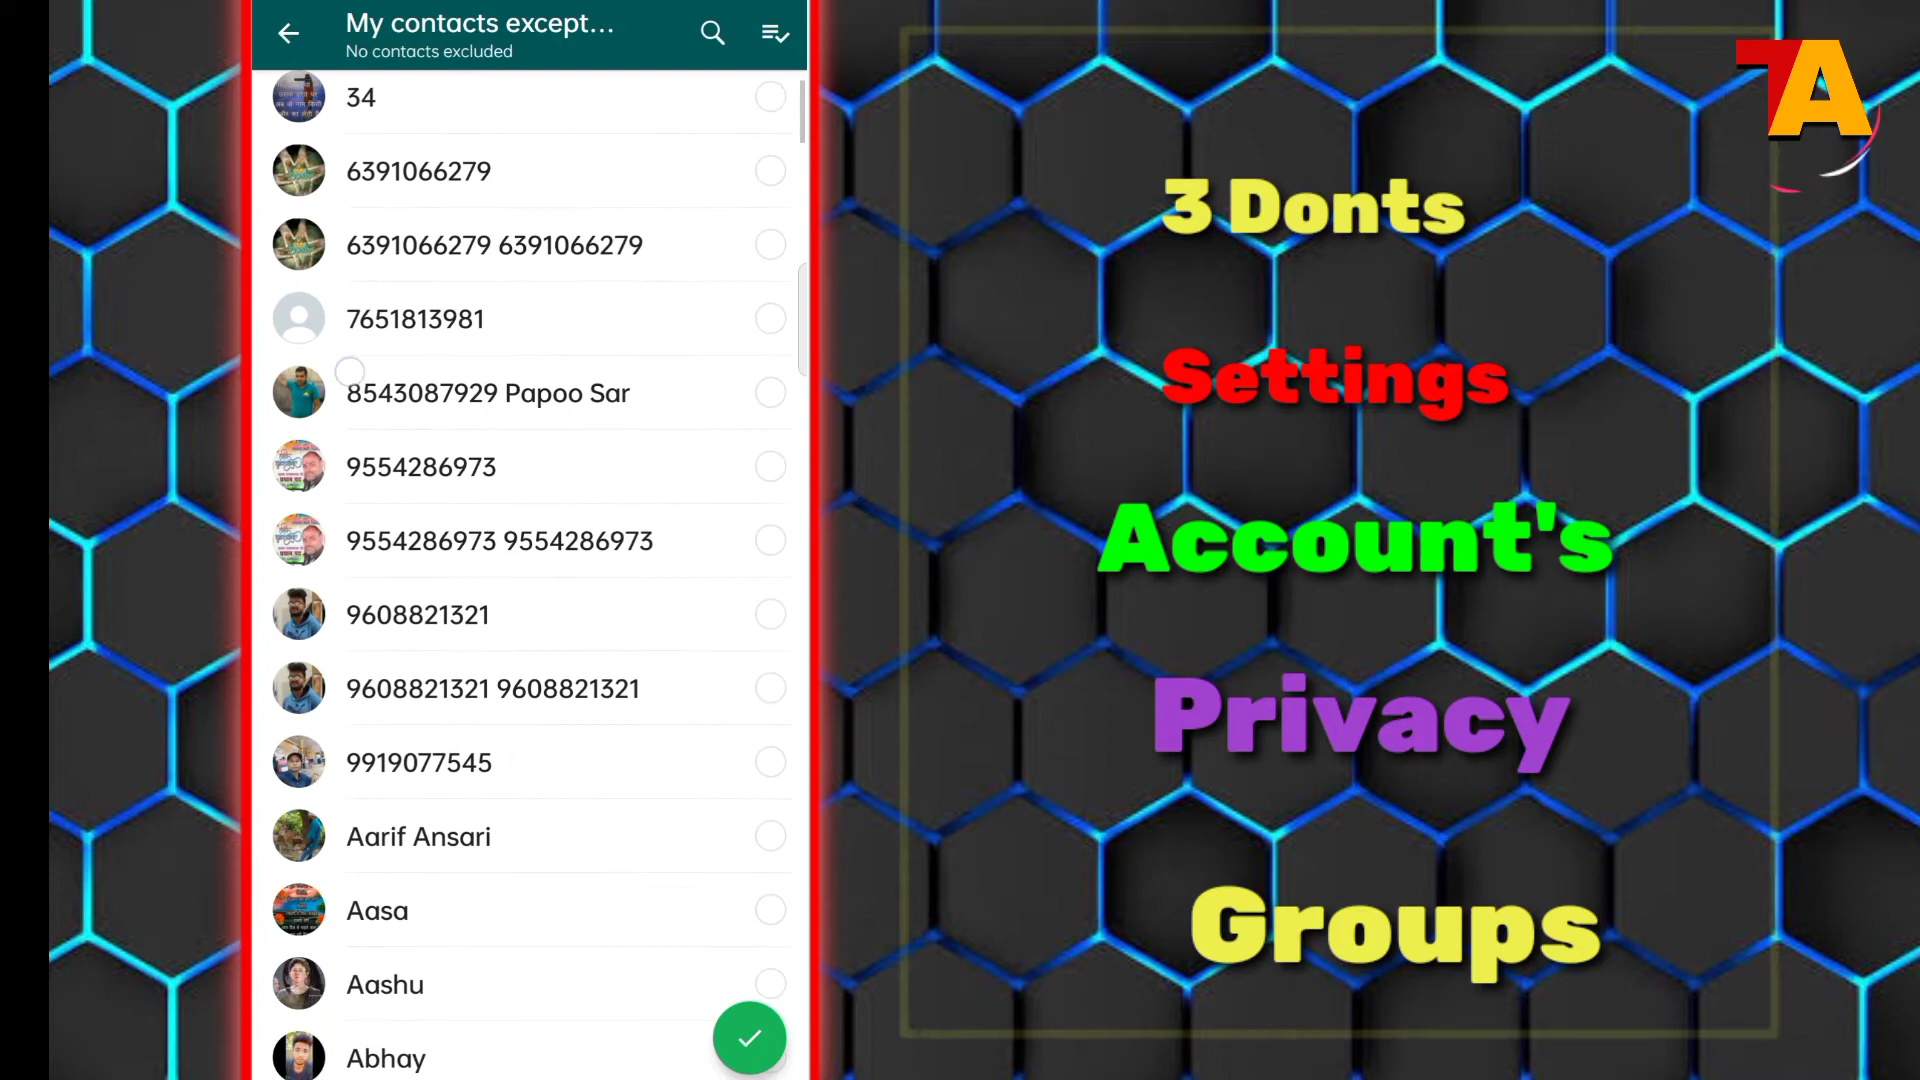 My contacts except...
No contacts excluded
34
6391066279
6391066279 6391066279
7651813981
8543087929 Papoo Sar
9554286973
9554286973 9554286973
9608821321
9608821321 9608821321
9919077545
Aarif Ansari
Aasa
Aashu
Abhay
TA
3 Donts
Settings
Account's
Privacy
Groups